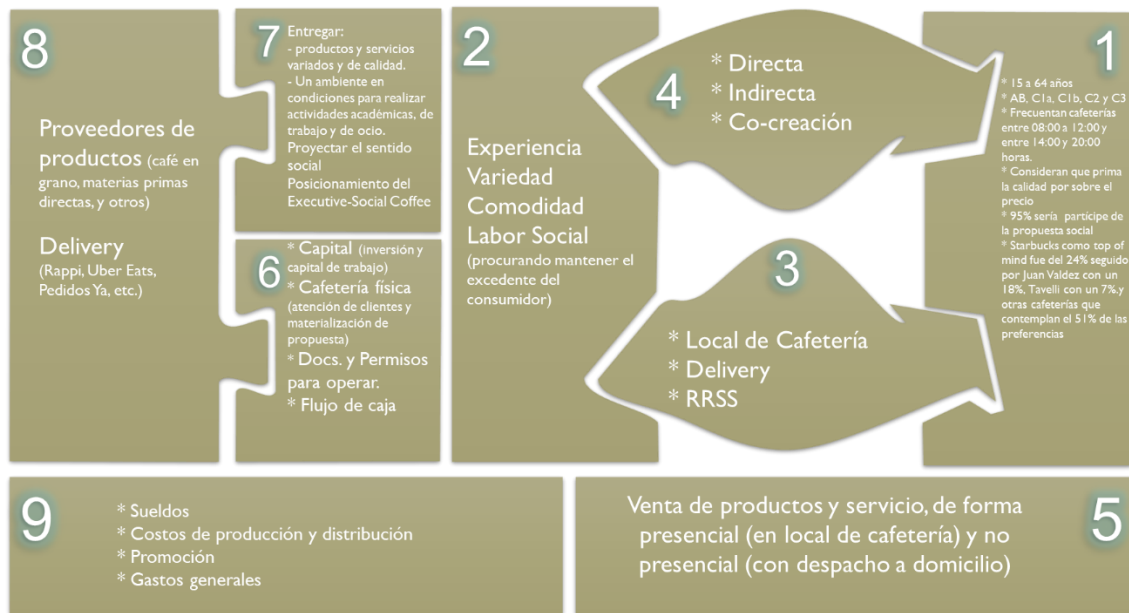 8
Proveedores de
productos (café en
grano, materias primas
directas, y otros)
Delivery
(Rappi, Uber Eats,
Pedidos Ya, etc.)
7
Entregar:
- productos y servicios
variados y de calidad.
- Un ambiente en
condiciones para realizar
actividades académicas, de
trabajo y de ocio.
Proyectar el sentido
social
Posicionamiento del
Executive-Social Coffee
6
* Capital (inversión y
capital de trabajo)
* Cafetería física
(atención de clientes y
materialización de
propuesta)
* Docs. y Permisos
para operar.
* Flujo de caja
2
Experiencia
Variedad
Comodidad
Labor Social
(procurando mantener el
excedente del
consumidor)
4
* Directa
* Indirecta
* Co-creación
3
* Local de Cafetería
* Delivery
* RRSS
1
* 15 a 64 años
* AB, C1a, C1b, C2 y C3
* Frecuentan cafeterías
entre 08:00 a 12:00 y
entre 14:00 y 20:00
horas.
* Consideran que prima
la calidad por sobre el
precio
* 95% sería partícipe de
la propuesta social
* Starbucks como top of
mind fue del 24% seguido
por Juan Valdez con un
18%, Tavelli con un 7%.y
otras cafeterías que
contemplan el 51% de las
preferencias
9
* Sueldos
* Costos de producción y distribución
* Promoción
* Gastos generales
5
Venta de productos y servicio, de forma
presencial (en local de cafetería) y no
presencial (con despacho a domicilio)